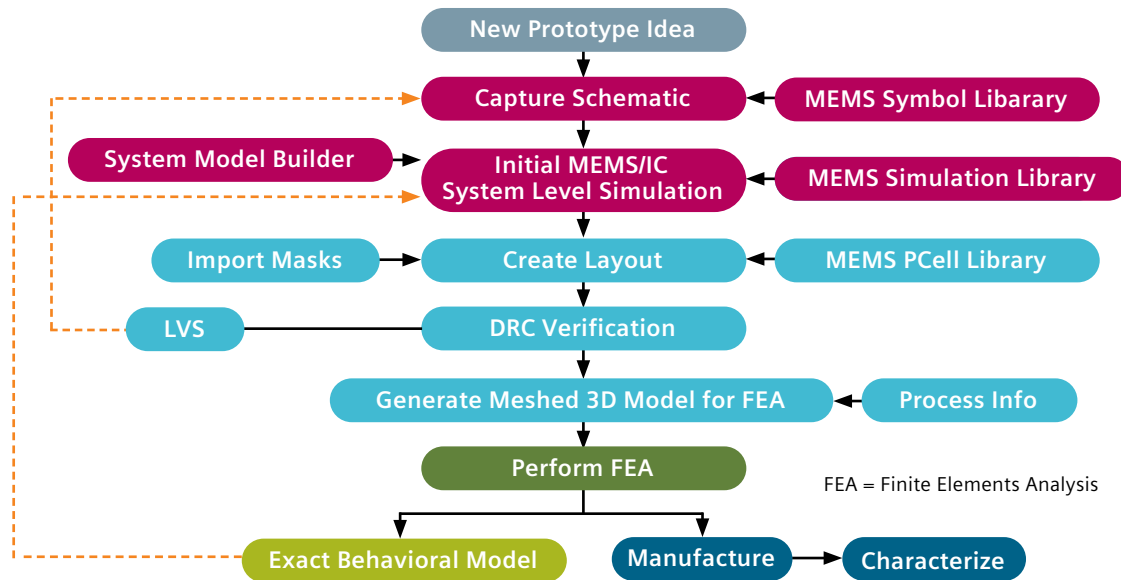 New Prototype Idea
Capture Schematic
MEMS Symbol Libarary
System Model Builder
Initial MEMS/IC
System Level Simulation
MEMS Simulation Library
Import Masks
Create Layout
MEMS PCell Library
LVS
DRC Verification
Generate Meshed 3D Model for FEA
Process Info
Perform FEA
FEA = Finite Elements Analysis
Exact Behavioral Model
Manufacture
Characterize